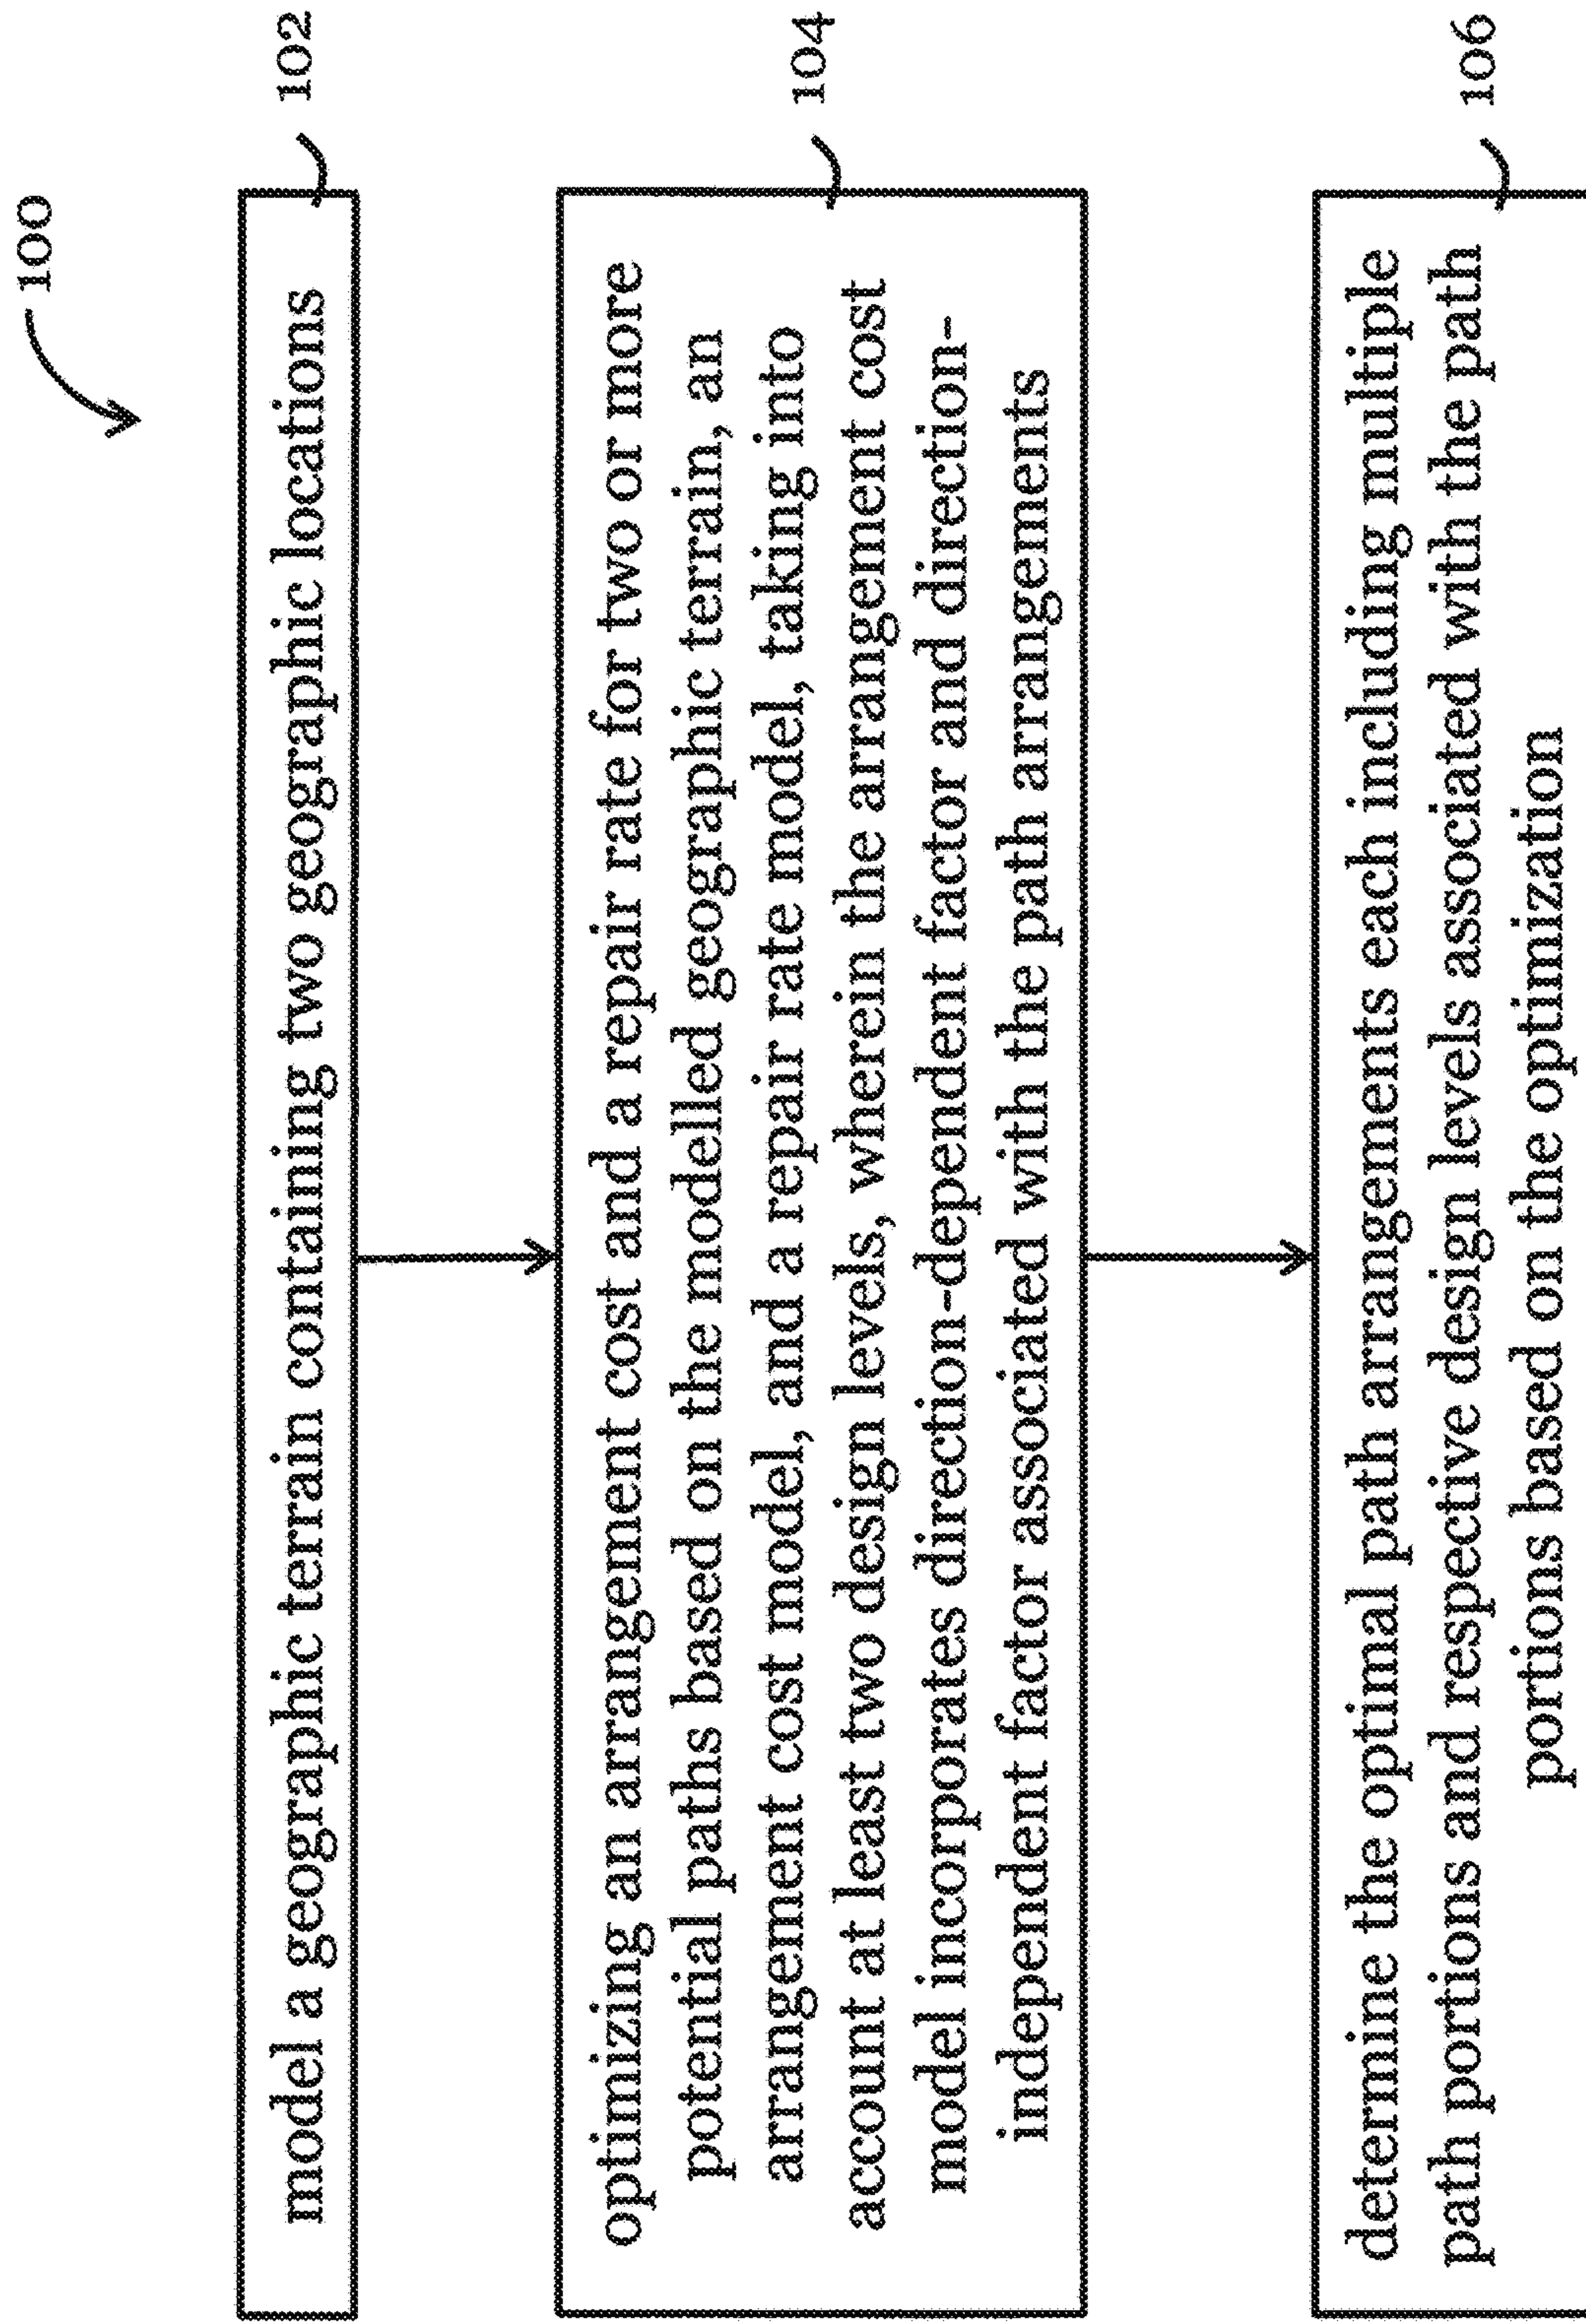 100
model a geographic terrain containing two geographic locations
102
optimizing an arrangement cost and a repair rate for two or more
potential paths based on the modelled geographic terrain, an
arrangement cost model, and a repair rate model, taking into
account at least two design levels, wherein the arrangement cost
model incorporates direction-dependent factor and direction-
independent factor associated with the path arrangements
104
determine the optimal path arrangements each including multiple
path portions and respective design levels associated with the path
portions based on the optimization
106